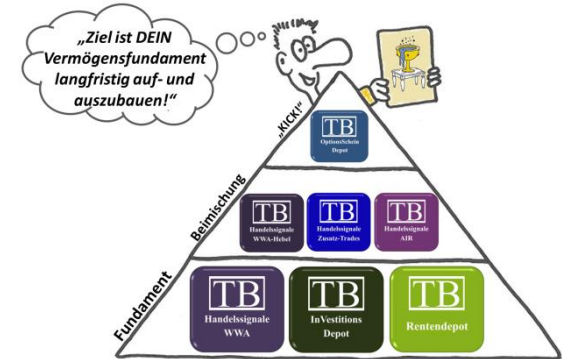 „Ziel ist DEIN
Vermögensfundament
langfristig auf- und
auszubauen!“
„KICK!“
TB
OptionsSchein
Depot
Beimischung
TB
Handelssignale
WWA-Hebel
TB
Handelssignale
Zusatz-Trades
TB
Handelssignale
AIR
Fundament
TB
Handelssignale
WWA
TB
InVestitions
Depot
TB
Rentendepot